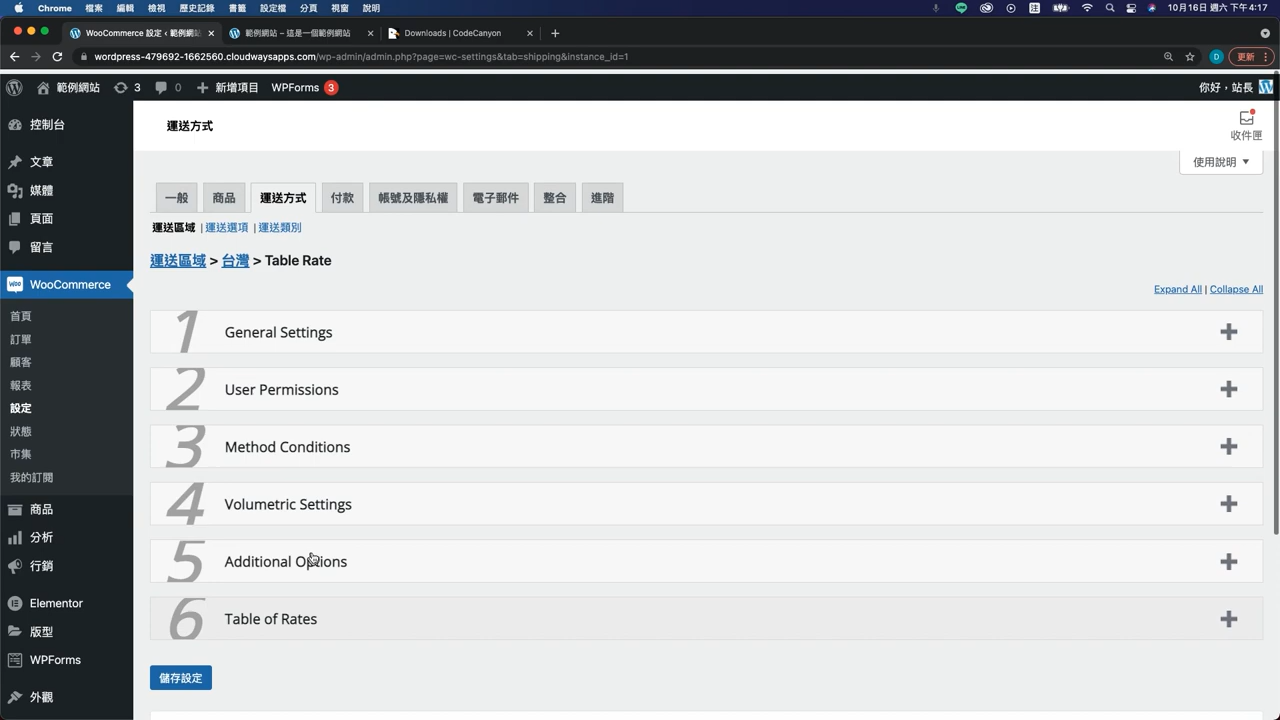 Chrome 檔案 編輯 檢視 歷史記錄 書籤 設定檔 分頁 視窗 說明 注 10月16日 週六 下午 4:17
WooCommerce 設定 ‹ 範例網站 範例網站 – 這是一個範例網站 Downloads | CodeCanyon
wordpress-479692-1662560.cloudwaysapps.com/wp-admin/admin.php?page=wc-settings&tab=shipping&instance_id=1 D 更新
範例網站 3 0 新增項目 WPForms 3 你好，站長
控制台
文章
媒體
頁面
留言
WooCommerce
首頁
訂單
顧客
報表
設定
狀態
市集
我的訂閱
商品
分析
行銷
Elementor
版型
WPForms
外觀
運送方式
收件匣
使用說明
一般 商品 運送方式 付款 帳號及隱私權 電子郵件 整合 進階
運送區域 | 運送選項 | 運送類別
運送區域 > 台灣 > Table Rate
Expand All | Collapse All
1 General Settings
2 User Permissions
3 Method Conditions
4 Volumetric Settings
5 Additional Options
6 Table of Rates
儲存設定